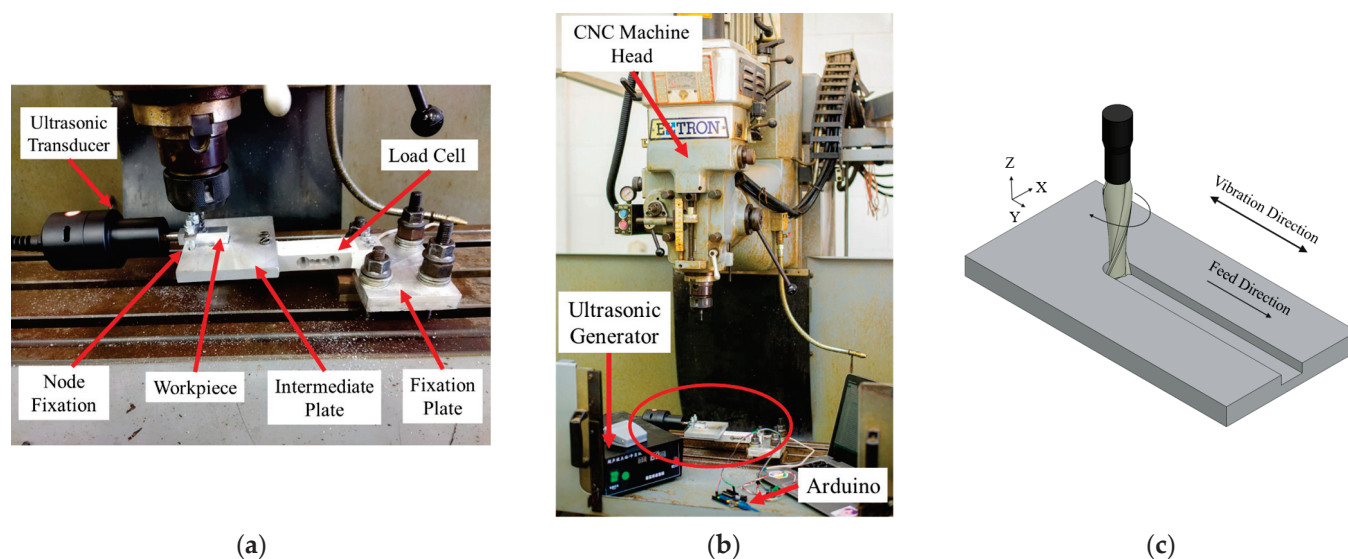 Ultrasonic
Transducer
Load Cell
Node
Fixation
Workpiece
Intermediate
Plate
Fixation
Plate
(a)
CNC Machine
Head
Ultrasonic
Generator
Arduino
(b)
Z
X
Y
Vibration Direction
Feed Direction
(c)